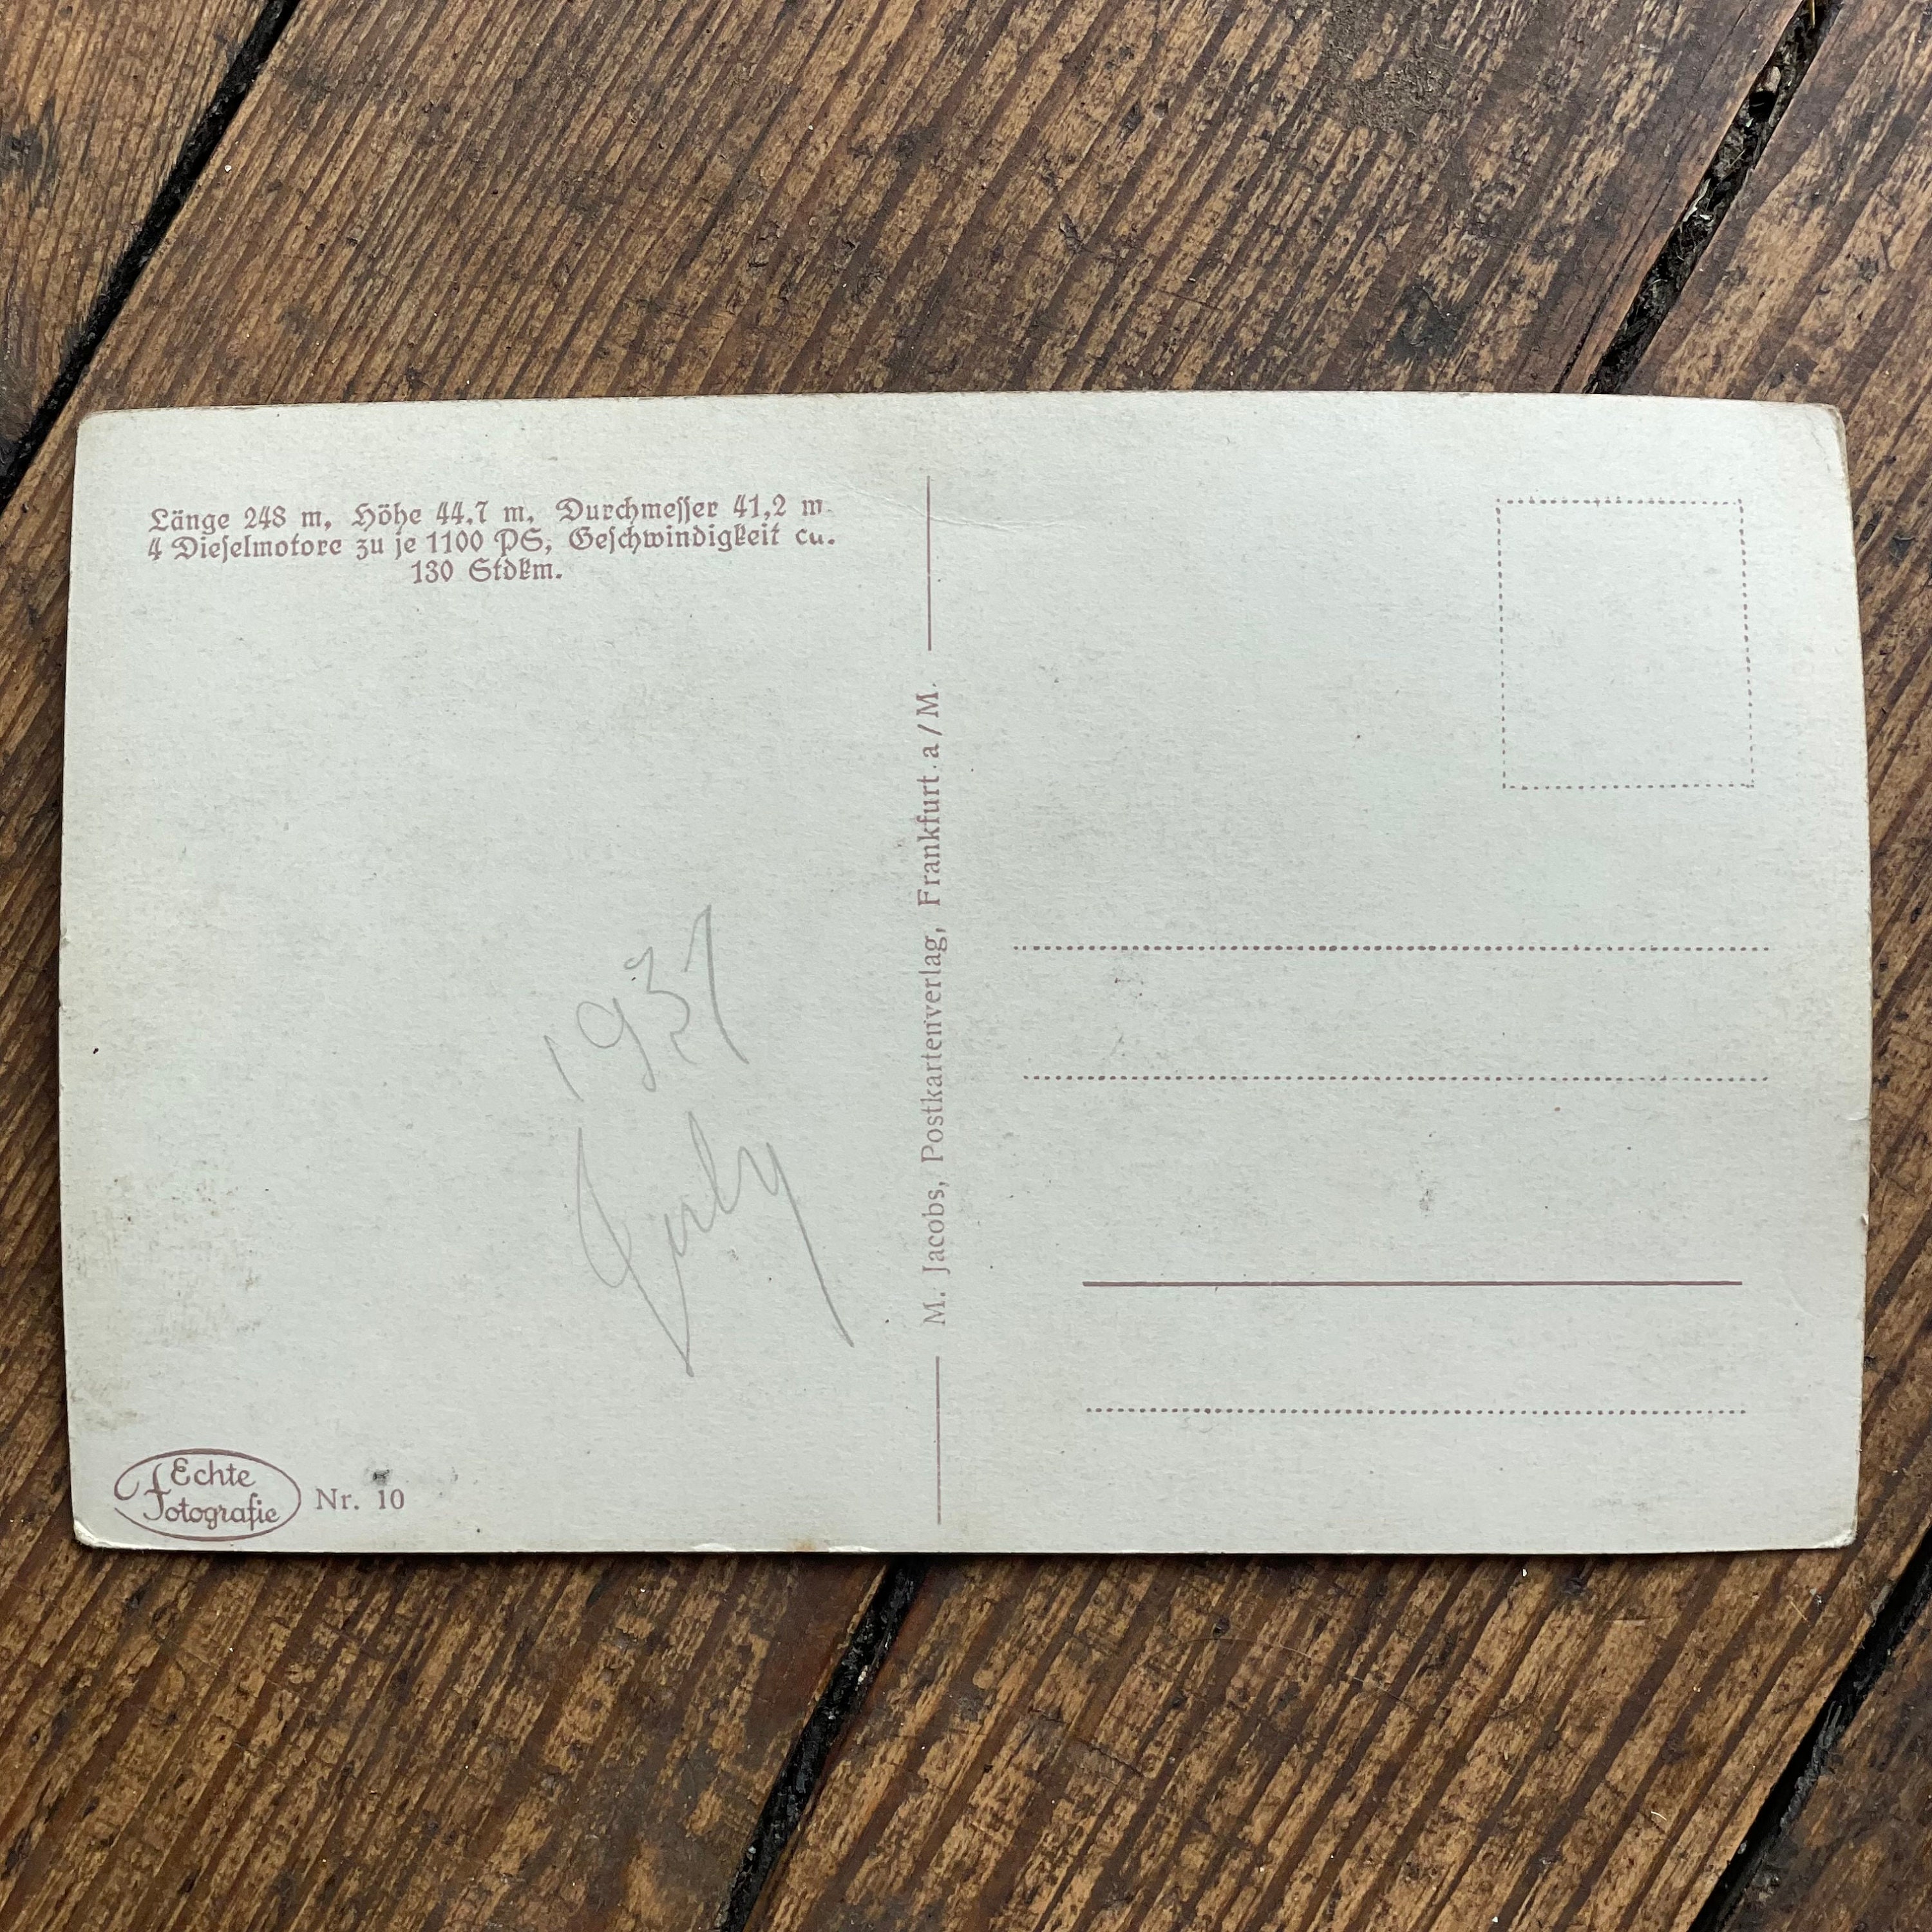 Länge 248 m, Höhe 44,7 m, Durchmesser 41,2 m
4 Dieselmotore zu je 1100 PS, Geschwindigkeit ca.
130 Stdkm.
M. Jacobs, Postkartenverlag, Frankfurt a/M.
1937
July
Echte
Fotografie
Nr. 10